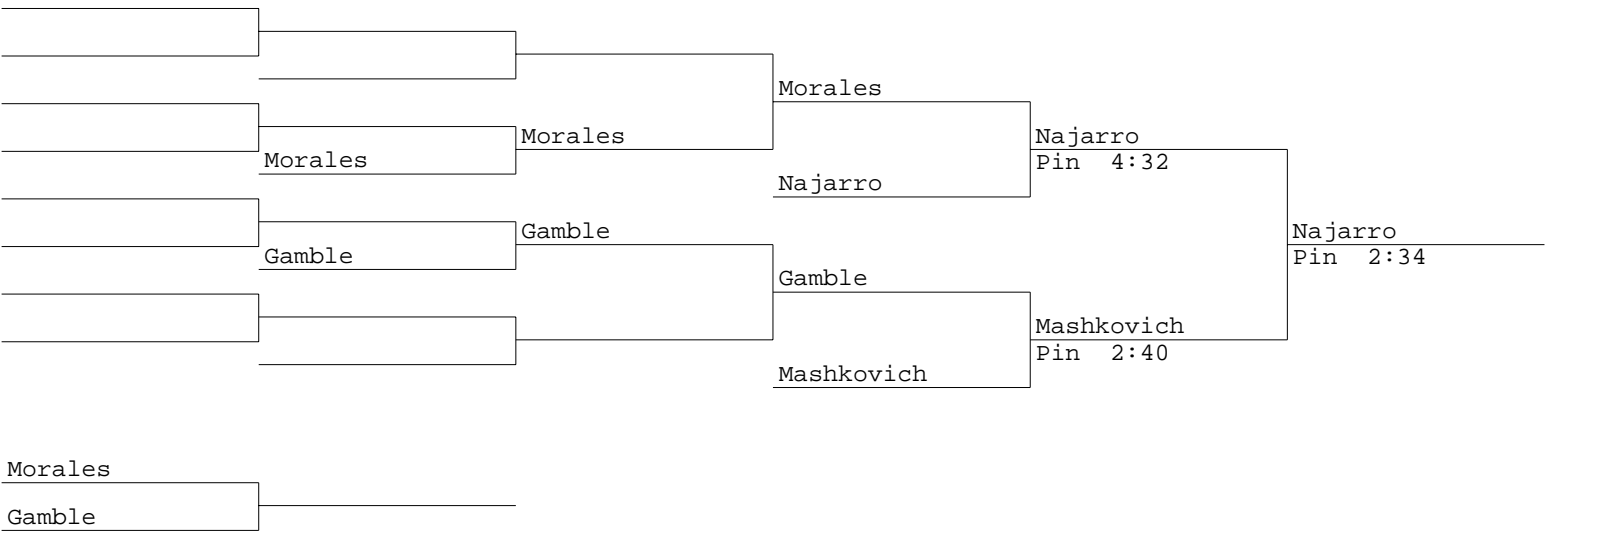 Morales
Najarro
Morales
Pin 4:32
Morales
Najarro
Gamble
Najarro
Gamble
Pin 2:34
Gamble
Mashkovich
Pin 2:40
Mashkovich
Morales
Gamble